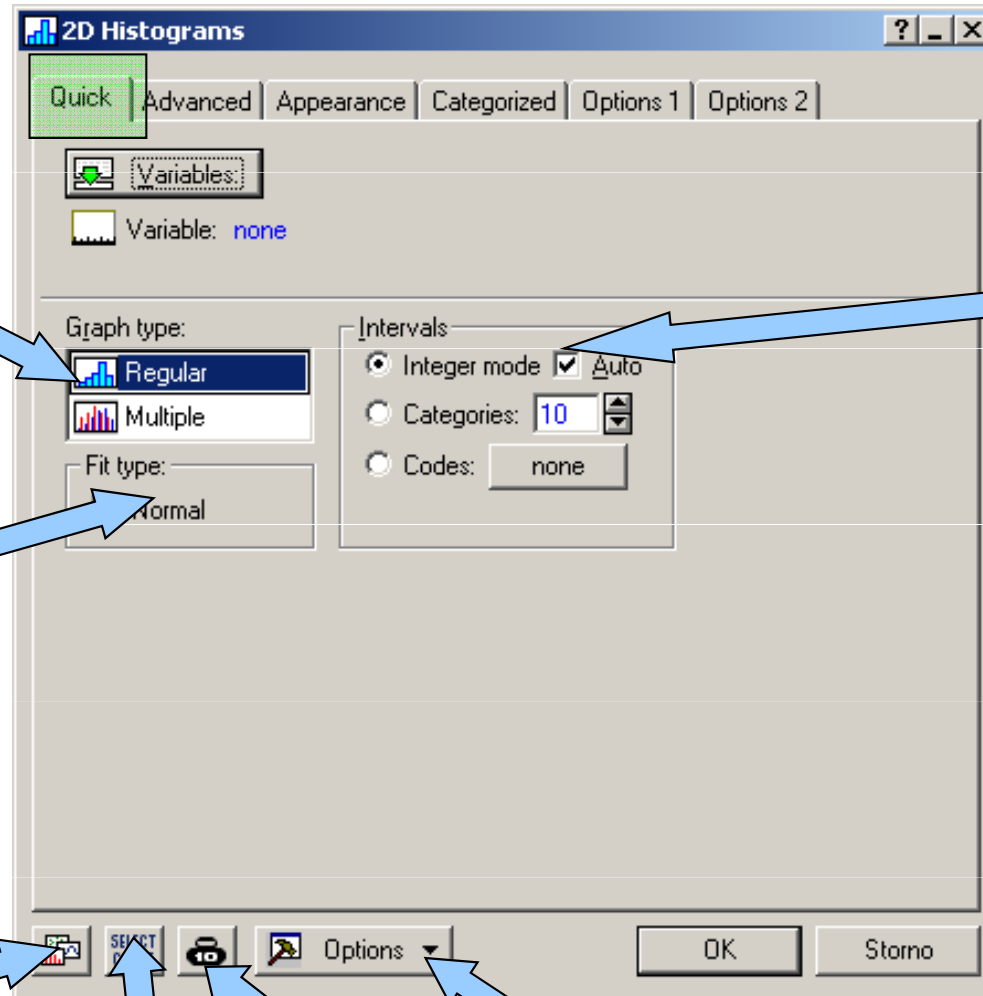 2D Histograms
Quick Advanced Appearance Categorized Options 1 Options 2
Variables:
Variable: none
Graph type:
Regular
Multiple
Fit type:
Normal
Intervals
Integer mode Auto
Categories: 10
Codes: none
SELECT
10 Options OK Storno